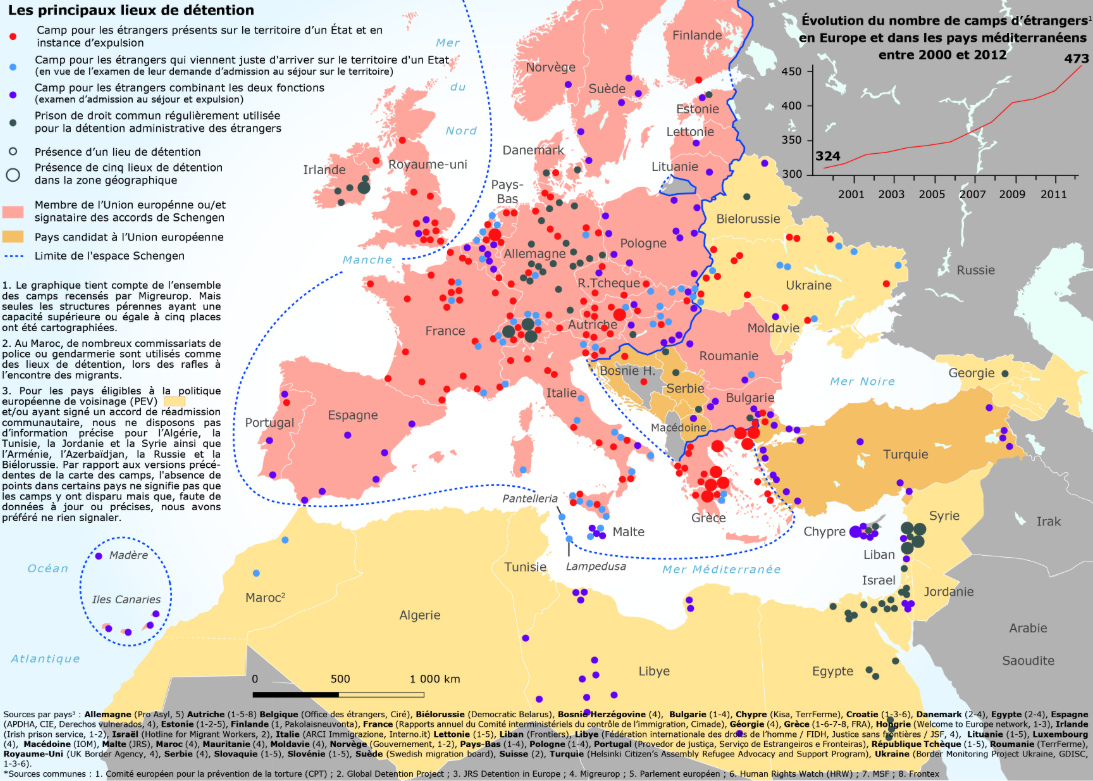 Les principaux lieux de détention
Camp pour les étrangers présents sur le territoire d'un État et en
instance d'expulsion
Camp pour les étrangers qui viennent juste d'arriver sur le territoire d'un Etat
(en vue de l'examen de leur demande d'admission au séjour sur le territoire)
Camp pour les étrangers combinant les deux fonctions
(examen d'admission au séjour et expulsion)
Prison de droit commun régulièrement utilisée
pour la détention administrative des étrangers
Présence d'un lieu de détention
Présence de cinq lieux de détention
dans la zone géographique
Membre de l'Union europénne ou/et
signataire des accords de Schengen
Pays candidat à l'Union européenne
Limite de l'espace Schengen
1. Le graphique tient compte de l'ensemble
des camps recensés par Migreurop. Mais
seules les structures pérennes ayant une
capacité supérieure ou égale à cinq places
ont été cartographiées.
2. Au Maroc, de nombreux commissariats de
police ou gendarmerie sont utilisés comme
des lieux de détention, lors des rafles à
l'encontre des migrants.
3. Pour les pays éligibles à la politique
européenne de voisinage (PEV)
et/ou ayant signé un accord de réadmission
communautaire, nous ne disposons pas
d'information précise pour l'Algérie, la
Tunisie, la Jordanie et la Syrie ainsi que
l'Arménie, l'Azerbaïdjan, la Russie et la
Biélorussie. Par rapport aux versions précé-
dentes de la carte des camps, l'absence de
points dans certains pays ne signifie pas que
les camps y ont disparu mais que, faute de
données à jour ou précises, nous avons
préféré ne rien signaler.
Évolution du nombre de camps d'étrangers1
en Europe et dans les pays méditerranéens
entre 2000 et 2012
473
450
400
350
324
300
2001
2003
2005
2007
2009
2011
Mer
du
Nord
Norvège
Suède
Finlande
Estonie
Lettonie
Lituanie
Danemark
Irlande
Royaume-uni
Pays-
Bas
Bielorussie
Pologne
Allemagne
Manche
R.Tcheque
Ukraine
Russie
France
Autriche
Moldavie
Roumanie
Bosnie H.
Serbie
Mer Noire
Georgie
Italie
Bulgarie
Portugal
Espagne
Macédoine
Turquie
Pantelleria
Grèce
Malte
Chypre
Syrie
Irak
Liban
Madère
Océan
Tunisie
Lampedusa
Mer Méditerranée
Israel
Jordanie
Iles Canaries
Maroc2
Algerie
Arabie
Saoudite
Atlantique
Libye
Egypte
0
500
1 000 km
Sources par pays* : Allemagne (Pro Asyl, 5) Autriche (1-5-8) Belgique (Office des étrangers, Ciré), Biélorussie (Democratic Belarus), Bosnie Herzégovine (4), Bulgarie (1-4), Chypre (Kisa, TerrFerme), Croatie (1-3-6), Danemark (2-4), Egypte (2-4), Espagne
(APDHA, CIE, Derechos vulnerados, 4), Estonie (1-2-5), Finlande (1, Pakolaisneuvonta), France (Rapports annuel du Comité interministériels du contrôle de l'immigration, Cimade), Géorgie (4), Grèce (1-6-7-8, FRA), Hongrie (Welcome to Europe network, 1-3), Irlande
(Irish prison service, 1-2), Israël (Hotline for Migrant Workers, 2), Italie (ARCI Immigrazione, Interno.it) Lettonie (1-5), Libye (Fédération internationale des droits de l'homme / FIDH, Justice sans frontières / JSF, 4), Lituanie (1-5), Luxembourg
(4), Macédoine (IOM), Malte (JRS), Maroc (4), Mauritanie (4), Moldavie (4), Norvège (Gouvernement, 1-2), Pays-Bas (1-4), Pologne (1-4), Portugal (Provedor de justiça, Serviço de Estrangeiros e Fronteiras), République Tchèque (1-5), Roumanie (TerrFerme),
Royaume-Uni (UK Border Agency, 4), Serbie (4), Slovaquie (1-5), Slovénie (1-5), Suède (Swedish migration board), Suisse (2), Turquie (Helsinki Citizen's Assembly Refugee Advocacy and Support Program), Ukraine (Border Monitoring Project Ukraine, GDISC,
1-3-6).
*Sources communes : 1. Comité européen pour la prévention de la torture (CPT) ; 2. Global Detention Project ; 3. JRS Detention in Europe ; 4. Migreurop ; 5. Parlement européen ; 6. Human Rights Watch (HRW) ; 7. MSF ; 8. Frontex